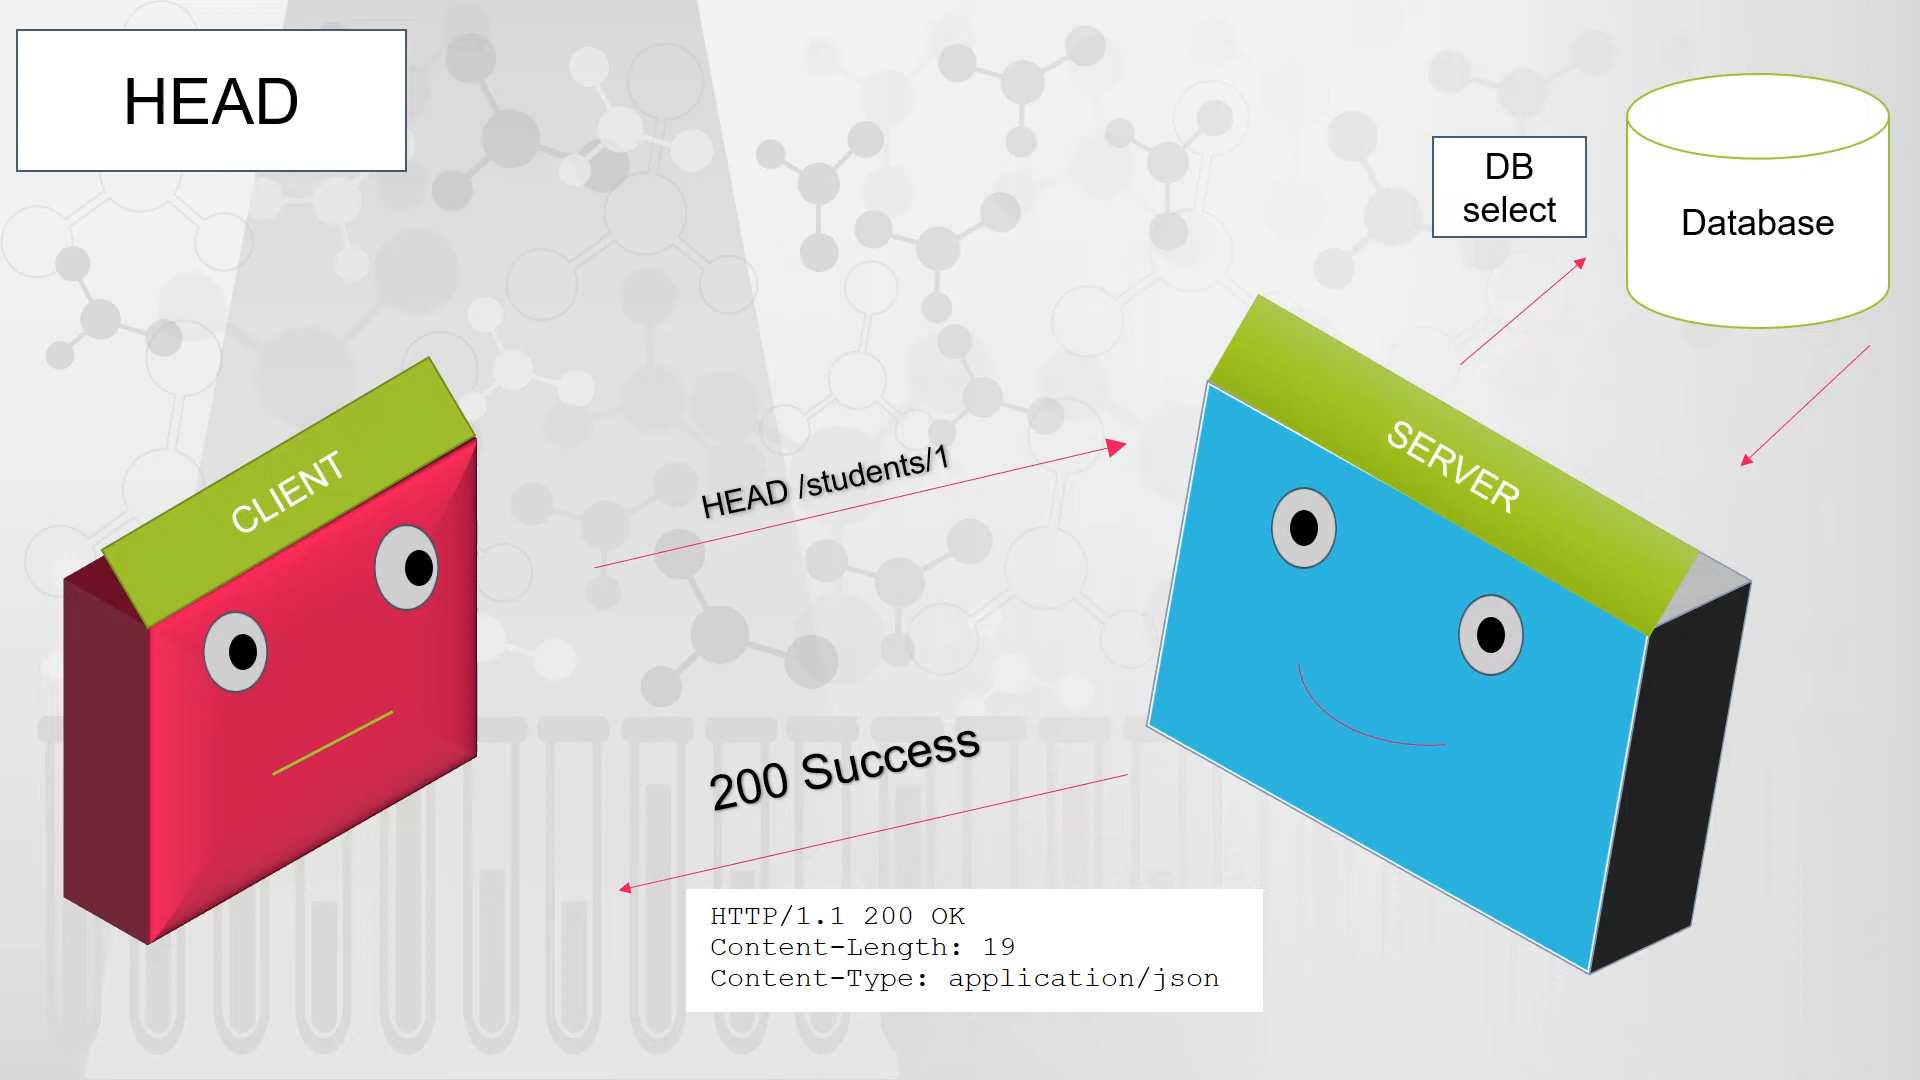 HEAD
DB
select
Database
CLIENT
SERVER
HEAD /students/1
200 Success
HTTP/1.1 200 OK
Content-Length: 19
Content-Type: application/json